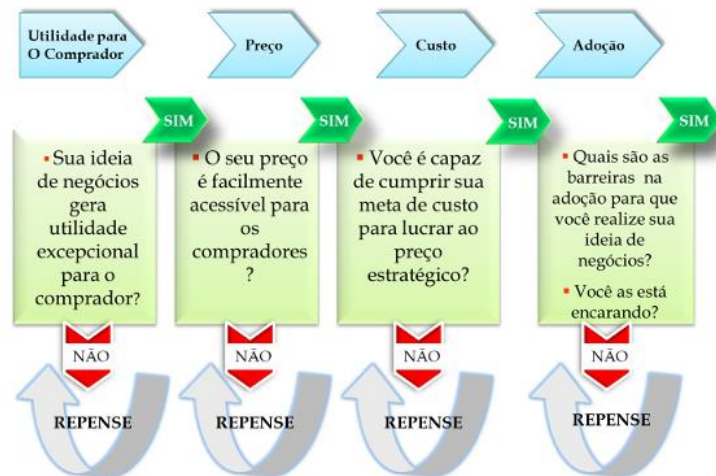 Utilidade para
O Comprador
Preço
Custo
Adoção
SIM
SIM
SIM
SIM
▪ Sua ideia
de negócios
gera
utilidade
excepcional
para o
comprador?
▪ O seu preço
é facilmente
acessível para
os
compradores
?
▪ Você é capaz
de cumprir sua
meta de custo
para lucrar ao
preço
estratégico?
▪ Quais são as
barreiras na
adoção para que
você realize sua
ideia de
negócios?
▪ Você as está
encarando?
NÃO
NÃO
NÃO
NÃO
REPENSE
REPENSE
REPENSE
REPENSE